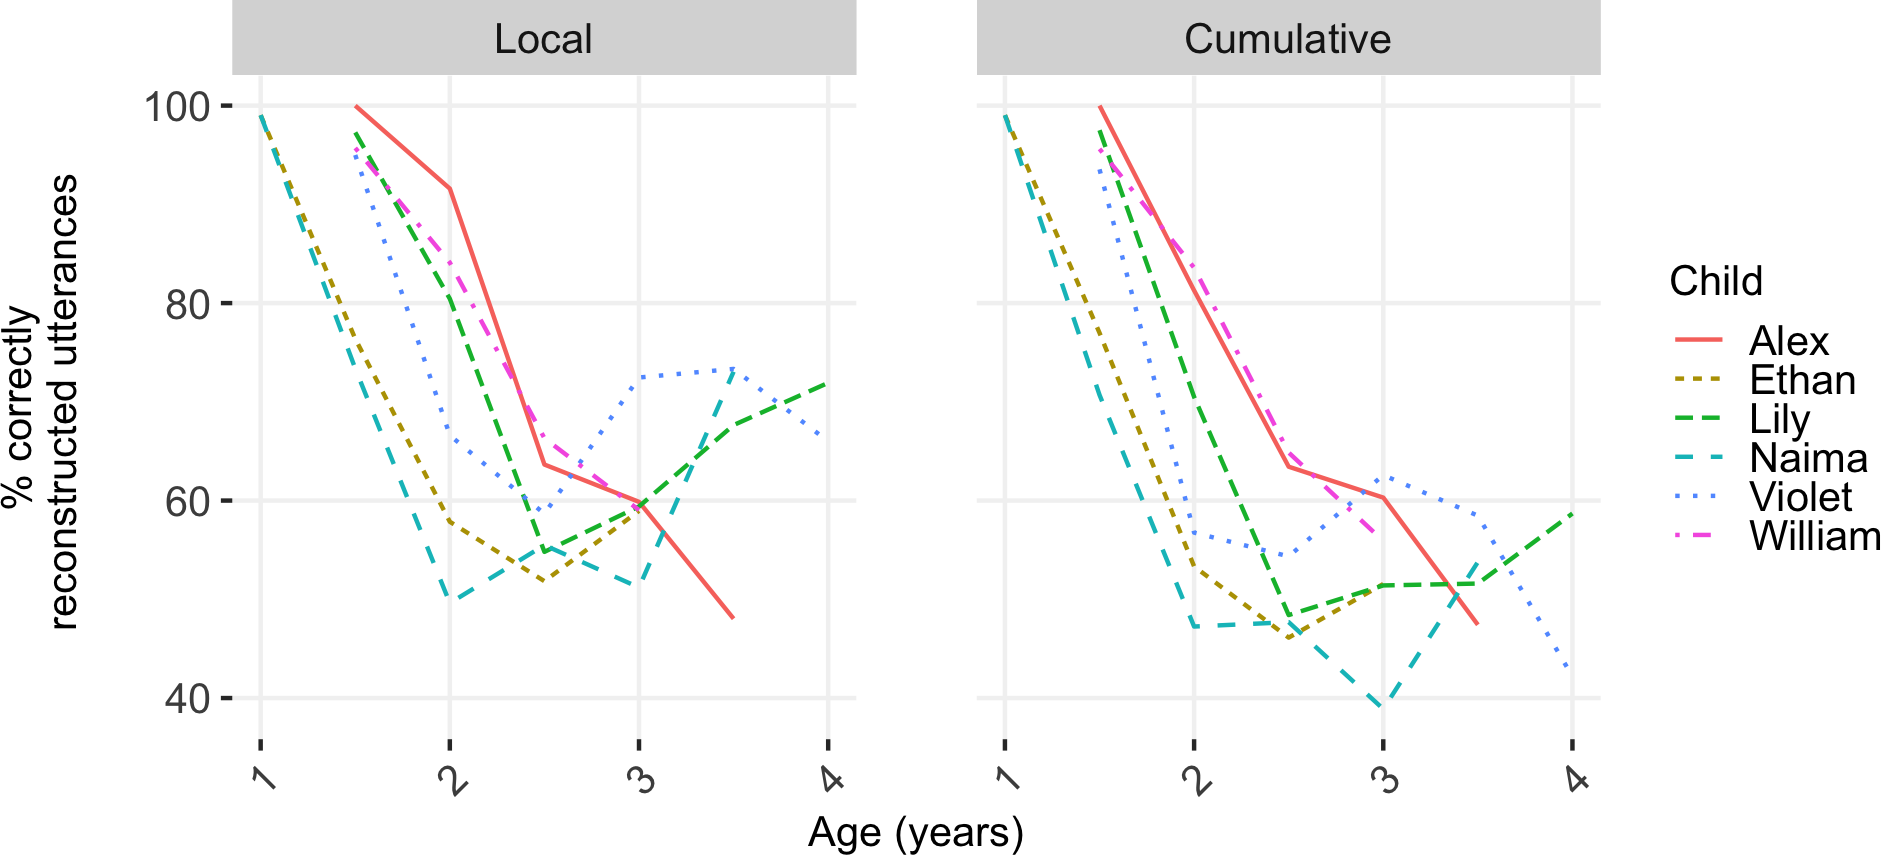 Local
Cumulative
% correctly
reconstructed utterances
100
80
60
40
1
2
3
4
1
2
3
4
Age (years)
Child
Alex
Ethan
Lily
Naima
Violet
William